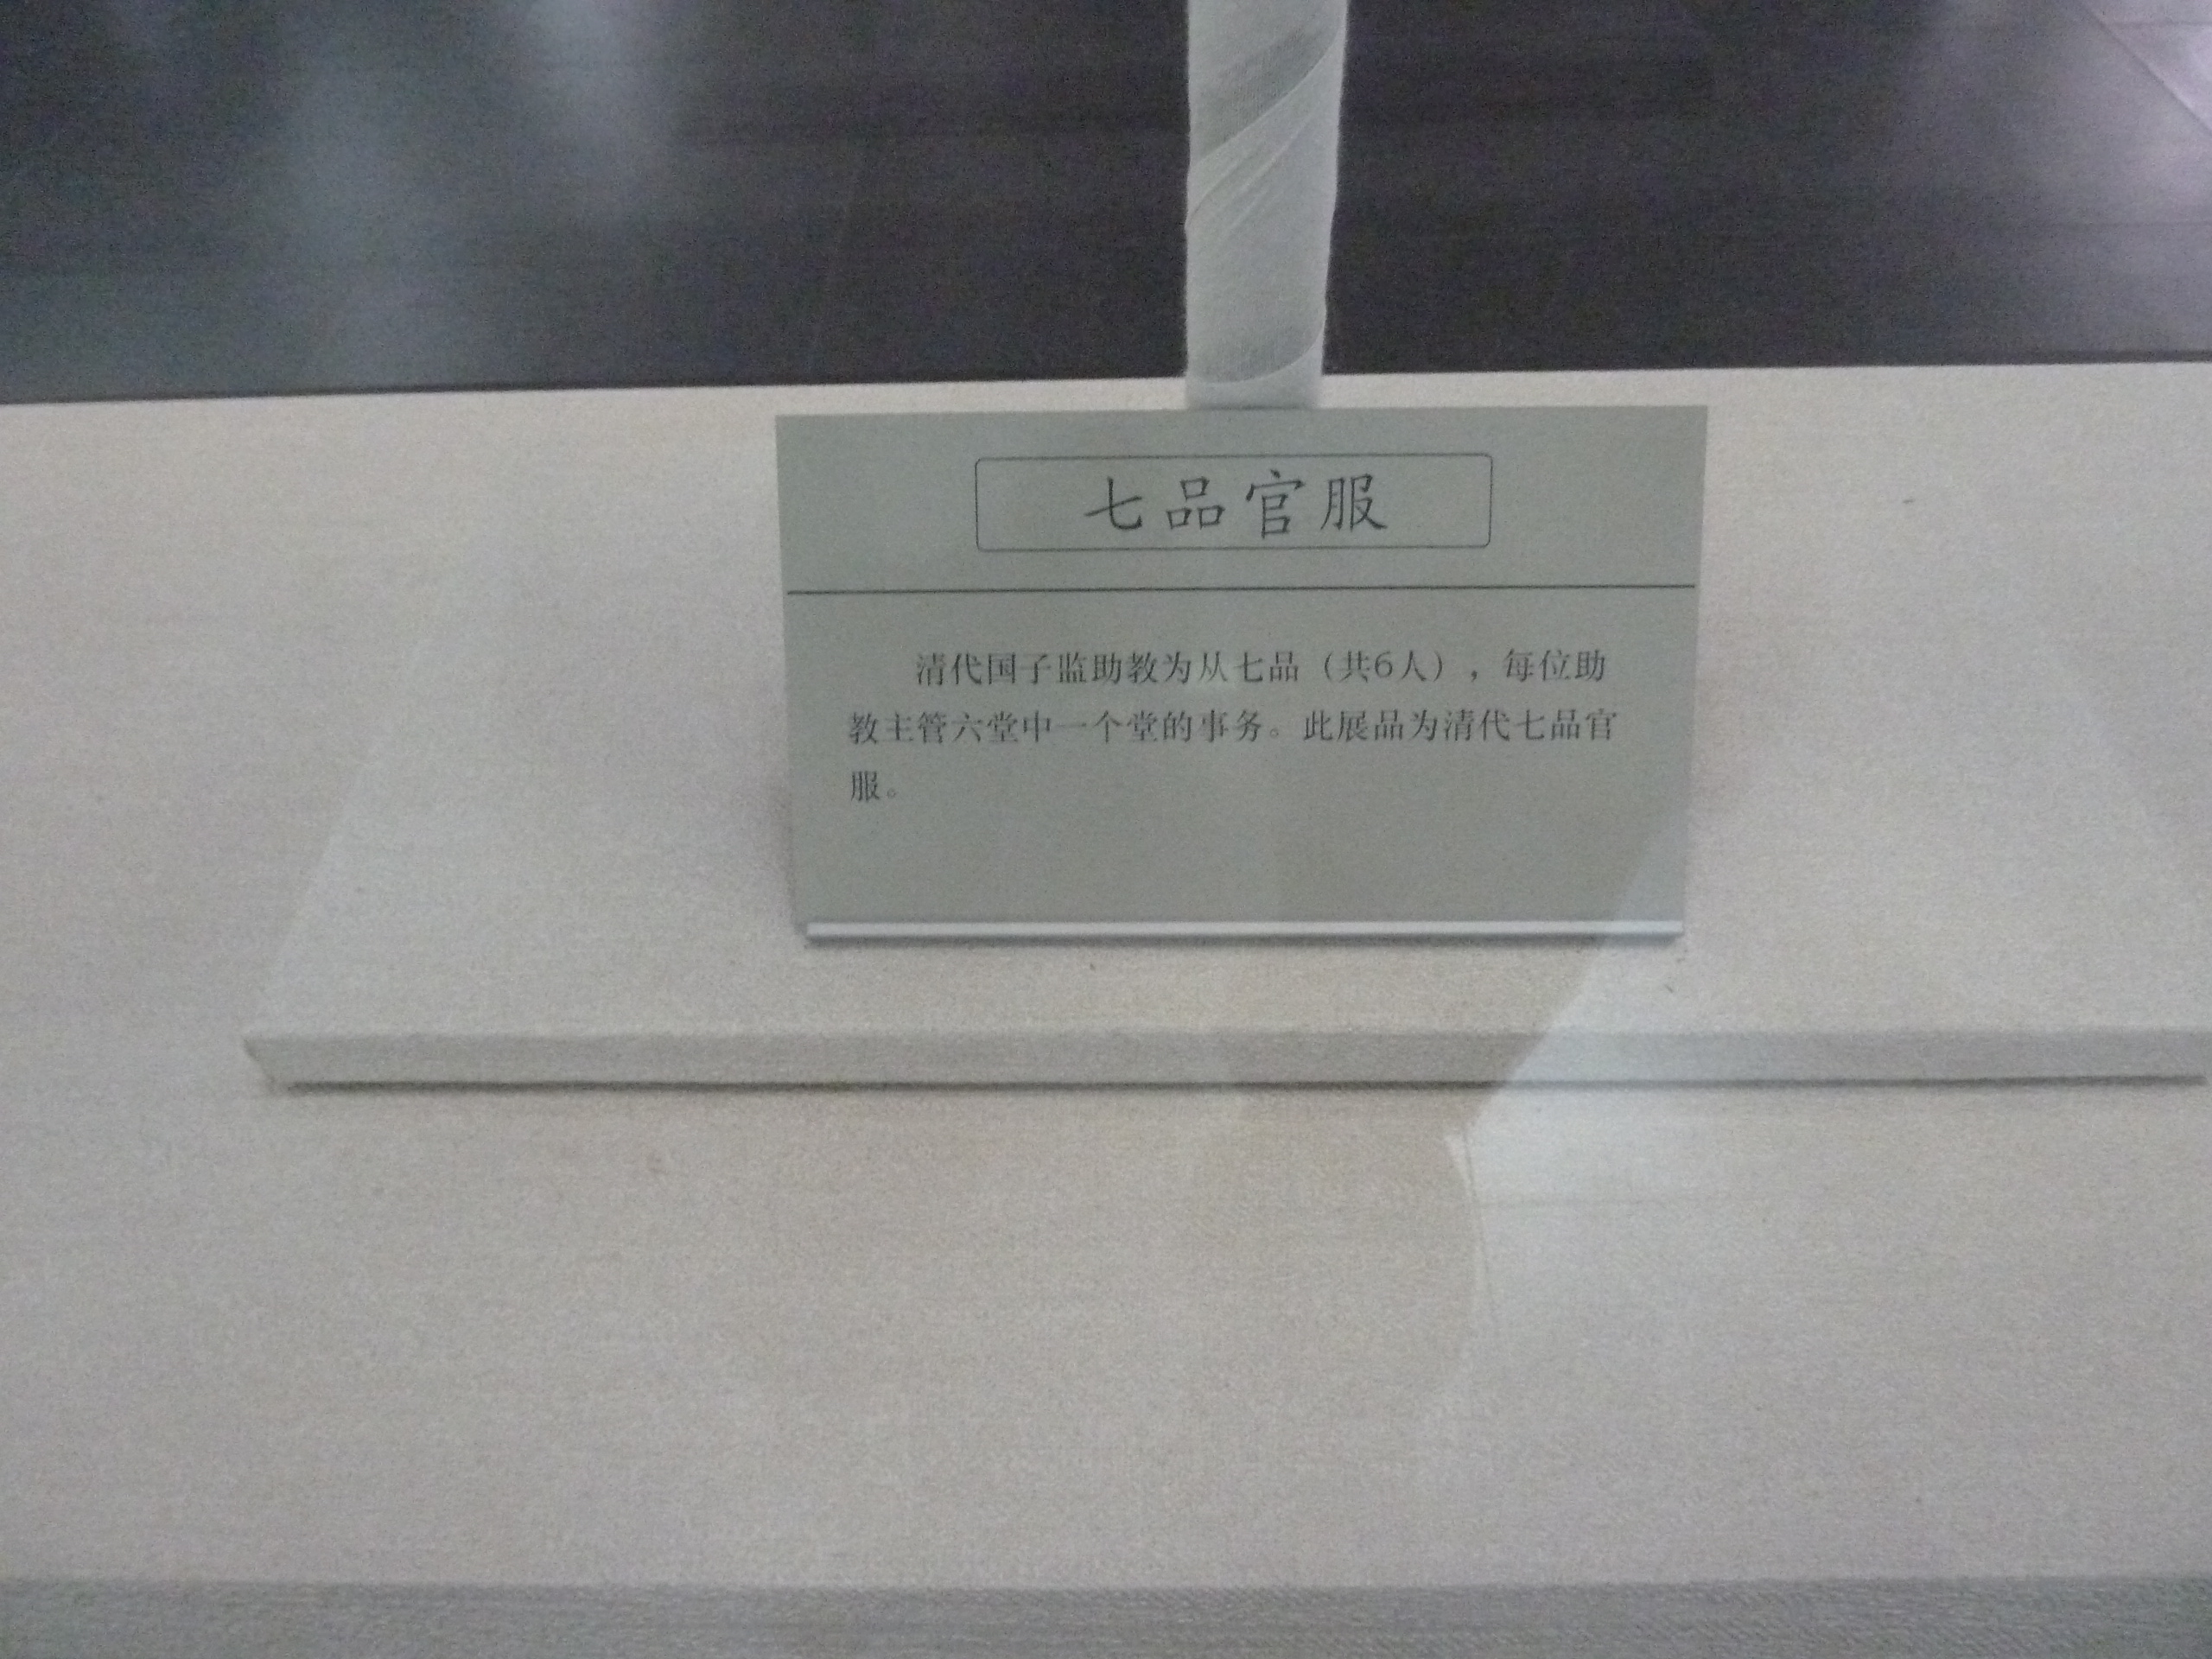 七品官服
清代国子监助教为从七品（共6人），每位助
教主管六堂中一个堂的事务。此展品为清代七品官
服。